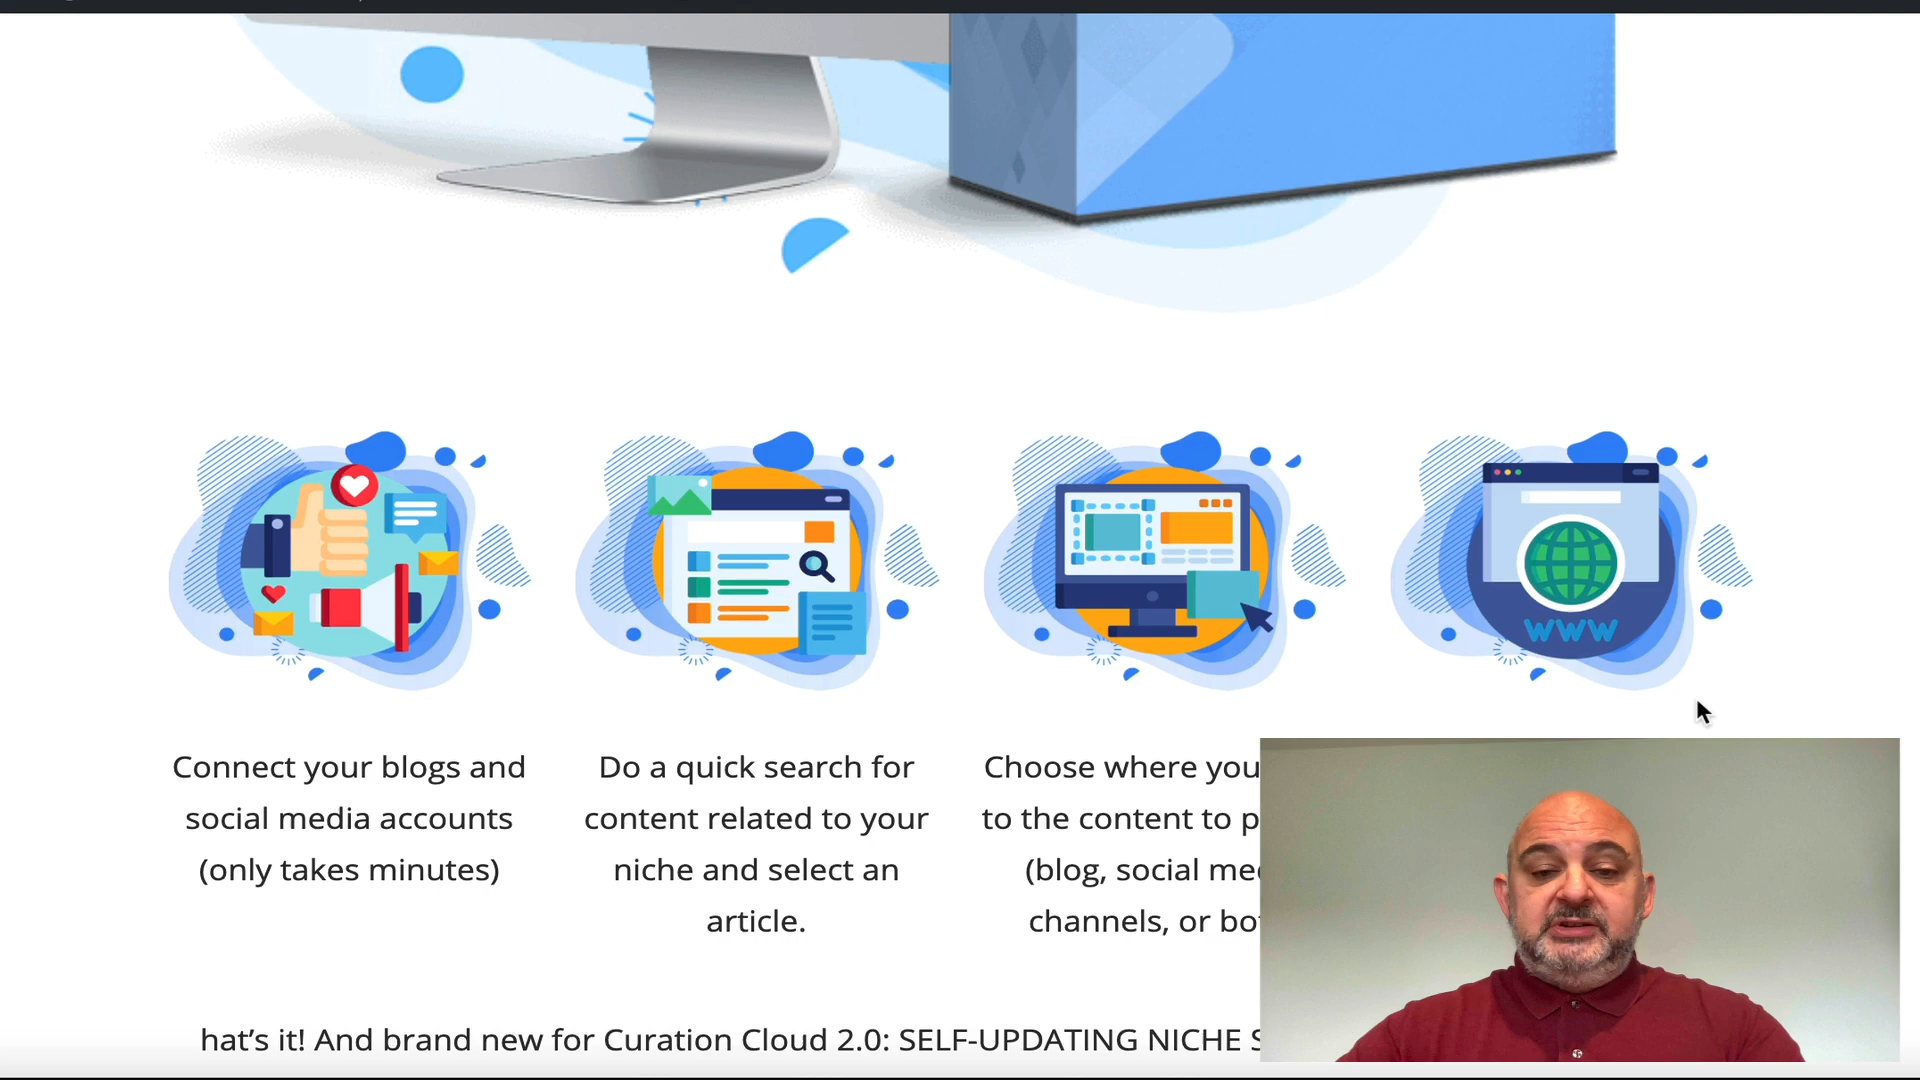 WWW
Connect your blogs and
social media accounts
(only takes minutes)
Do a quick search for
content related to your
niche and select an
article.
Choose where you
to the content to
(blog, social
channels, or
hat’s it! And brand new for Curation Cloud 2.0: SELF-UPDATING NICHE